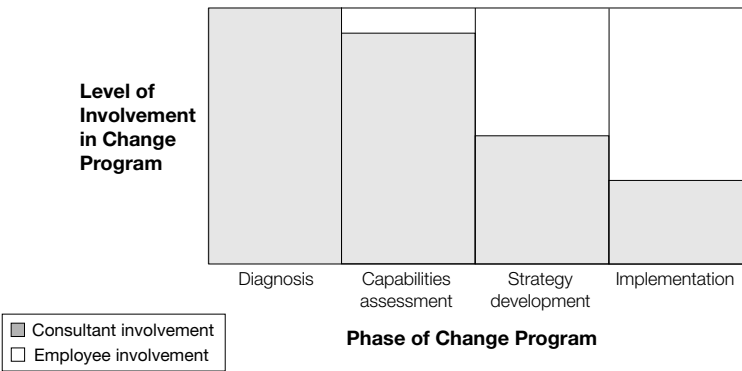 Level of
Involvement
in Change
Program
Diagnosis
Capabilities
assessment
Strategy
development
Implementation
Phase of Change Program
Consultant involvement
Employee involvement